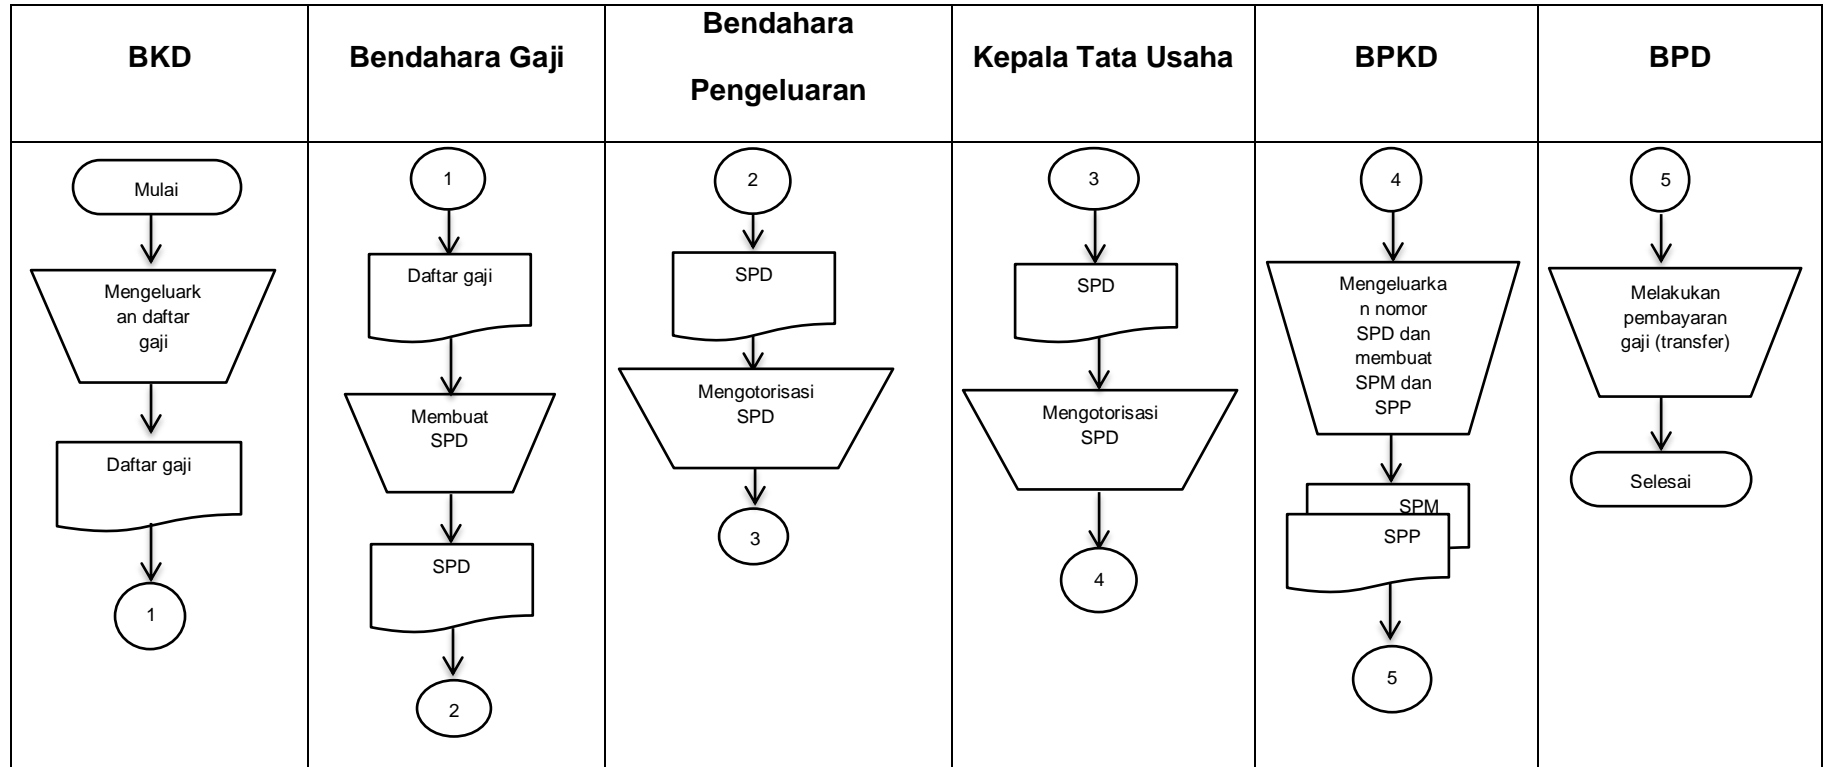 BKD
Bendahara Gaji
Bendahara
Pengeluaran
Kepala Tata Usaha
BPKD
BPD
Mulai
Mengeluark
an daftar
gaji
Daftar gaji
1
1
Daftar gaji
Membuat
SPD
SPD
2
2
SPD
Mengotorisasi
SPD
3
3
SPD
Mengotorisasi
SPD
4
4
Mengeluarka
n nomor
SPD dan
membuat
SPM dan
SPP
SPM
SPP
5
5
Melakukan
pembayaran
gaji (transfer)
Selesai